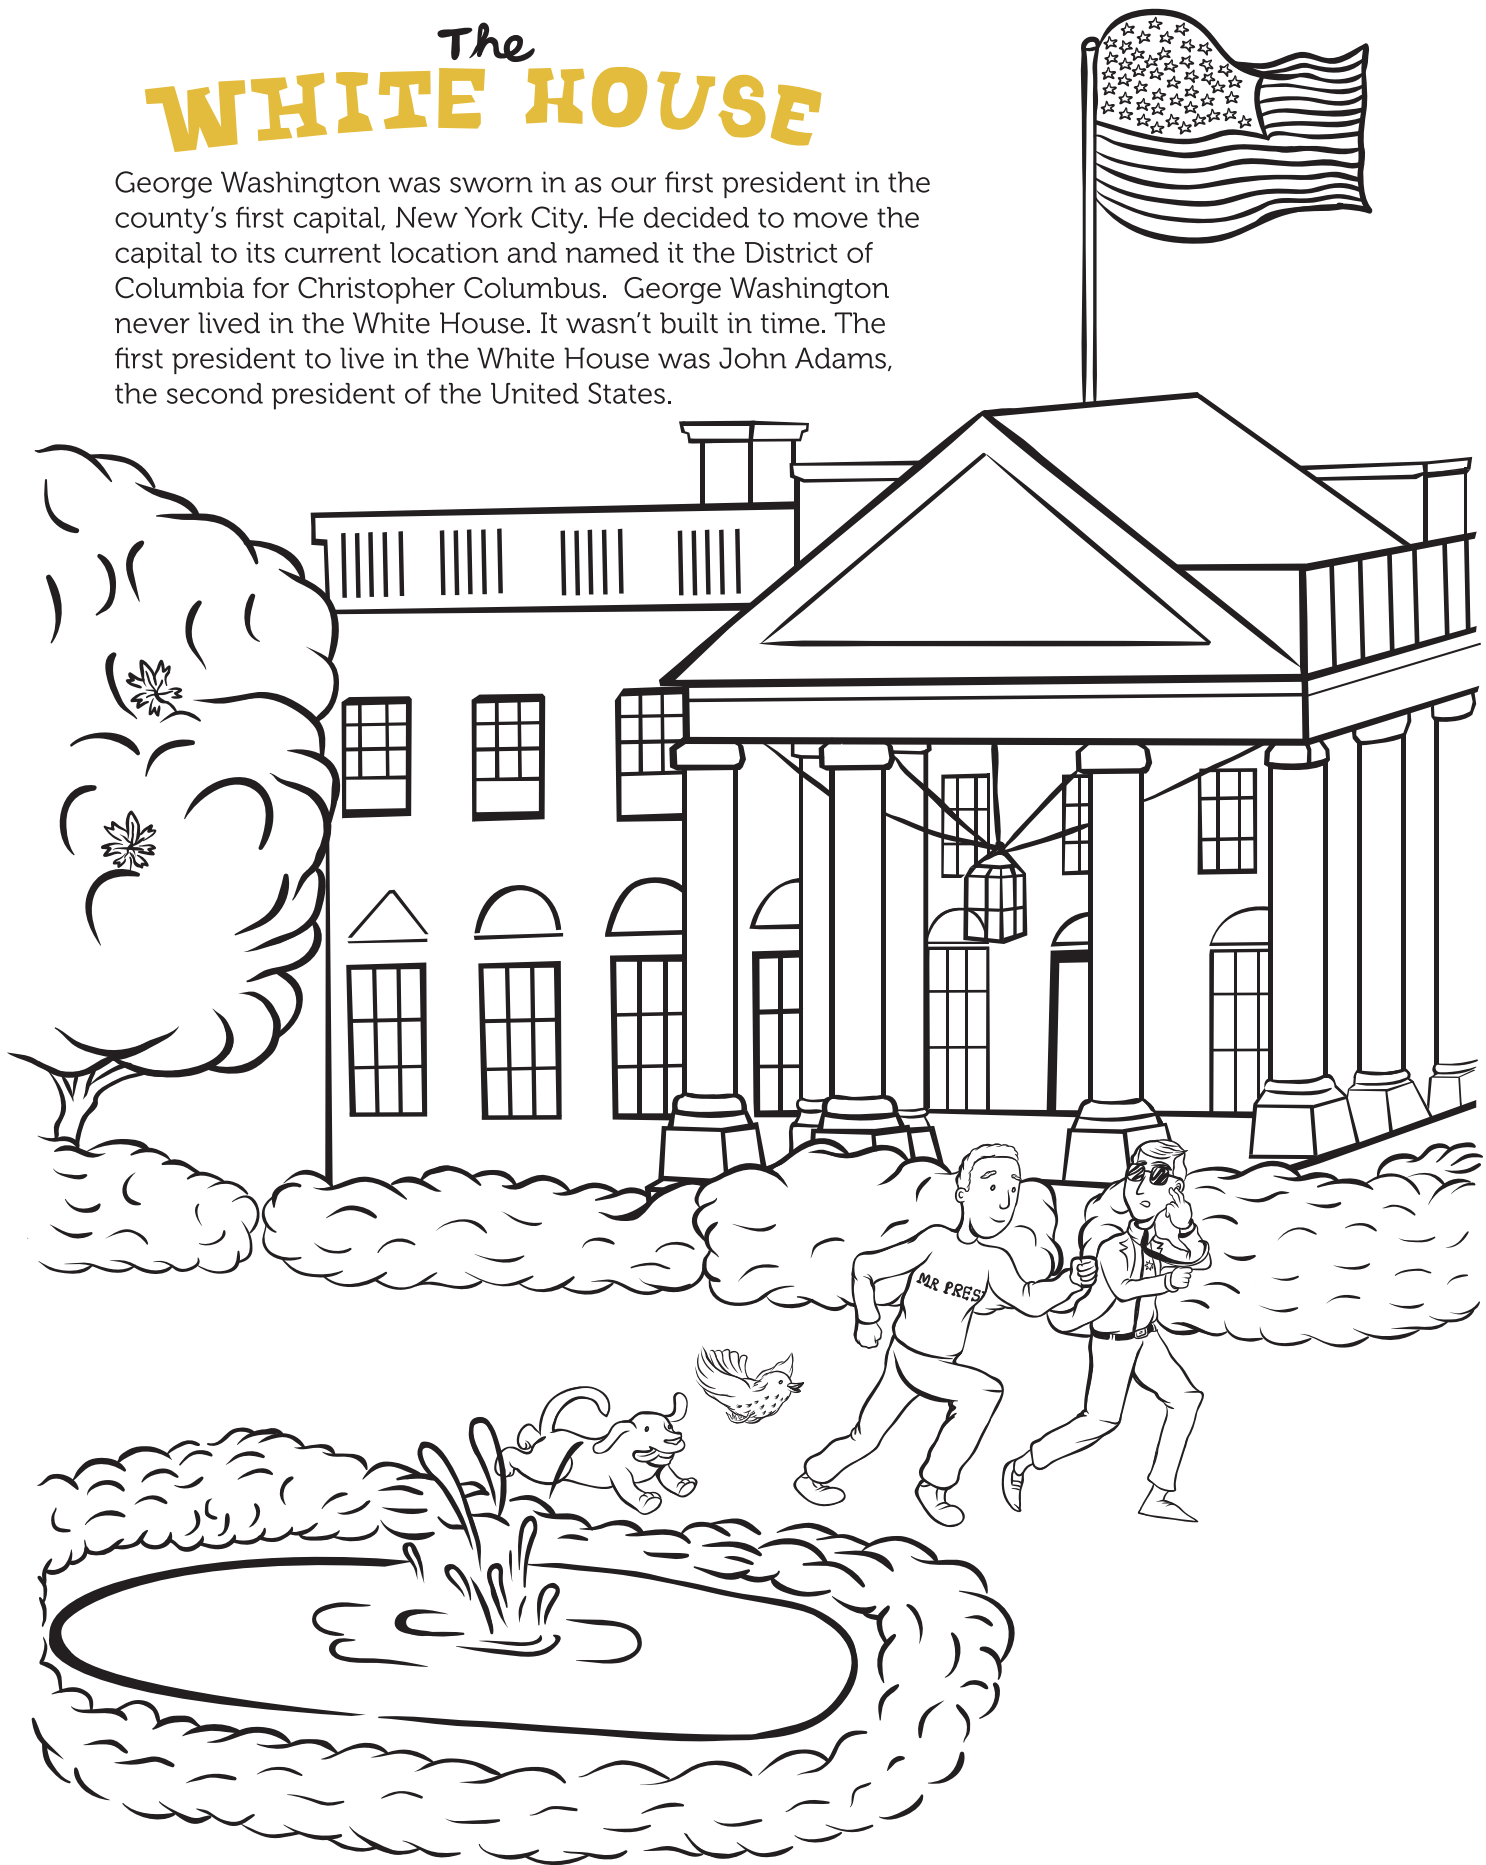 The
WHITE HOUSE
George Washington was sworn in as our first president in the
county's first capital, New York City. He decided to move the
capital to its current location and named it the District of
Columbia for Christopher Columbus.  George Washington
never lived in the White House. It wasn't built in time. The
first president to live in the White House was John Adams,
the second president of the United States.
MR PRES